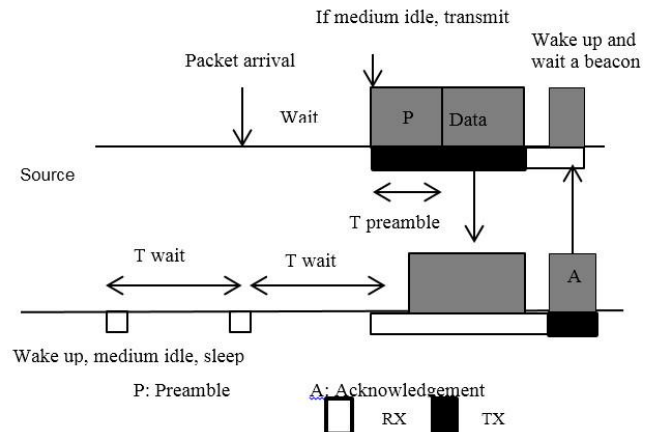 If medium idle, transmit
Wake up and
wait a beacon
Packet arrival
Wait
P
Data
Source
T preamble
T wait
T wait
A
Wake up, medium idle, sleep
P: Preamble
A: Acknowledgement
RX
TX